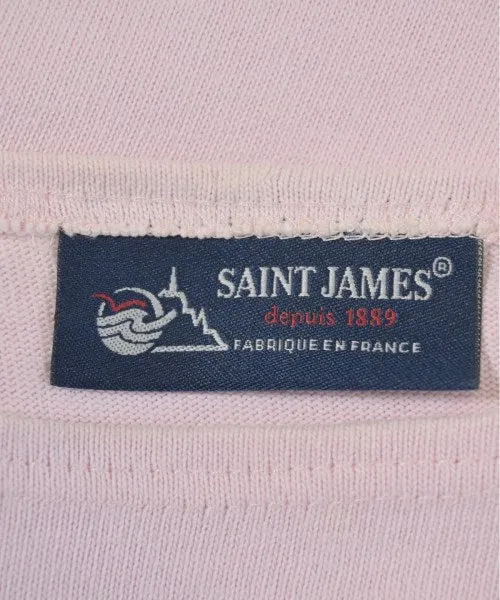 SAINT JAMES®
depuis 1889
FABRIQUE EN FRANCE